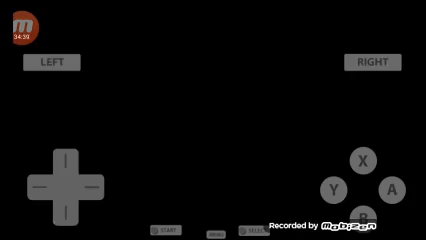 34:39
LEFT
RIGHT
X
Y
A
B
START
MENU
SELECT
Recorded by Mobizen